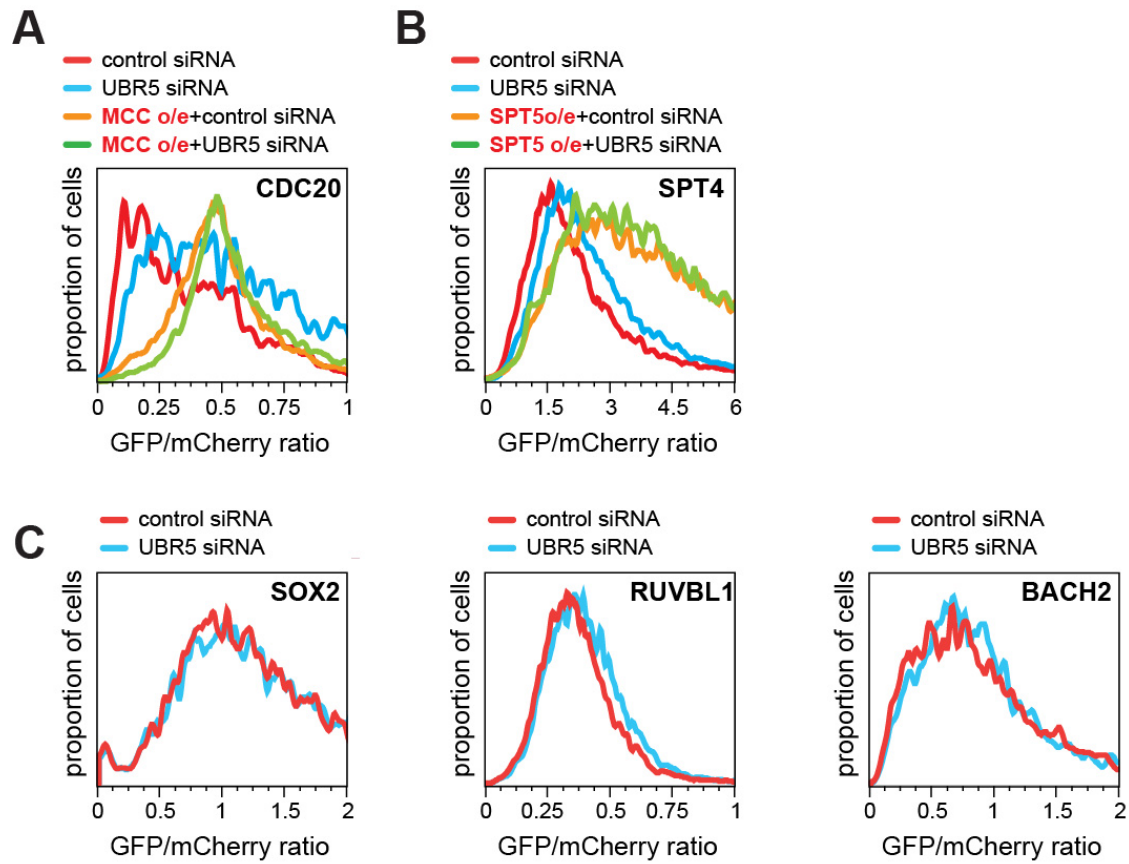 A
control siRNA
UBR5 siRNA
MCC o/e+control siRNA
MCC o/e+UBR5 siRNA
CDC20
proportion of cells
0 0.25 0.5 0.75 1
GFP/mCherry ratio
B
control siRNA
UBR5 siRNA
SPT5o/e+control siRNA
SPT5 o/e+UBR5 siRNA
SPT4
proportion of cells
0 1.5 3 4.5 6
GFP/mCherry ratio
C
control siRNA
UBR5 siRNA
SOX2
proportion of cells
0 0.5 1 1.5 2
GFP/mCherry ratio
control siRNA
UBR5 siRNA
RUVBL1
proportion of cells
0 0.25 0.5 0.75 1
GFP/mCherry ratio
control siRNA
UBR5 siRNA
BACH2
proportion of cells
0 0.5 1 1.5 2
GFP/mCherry ratio